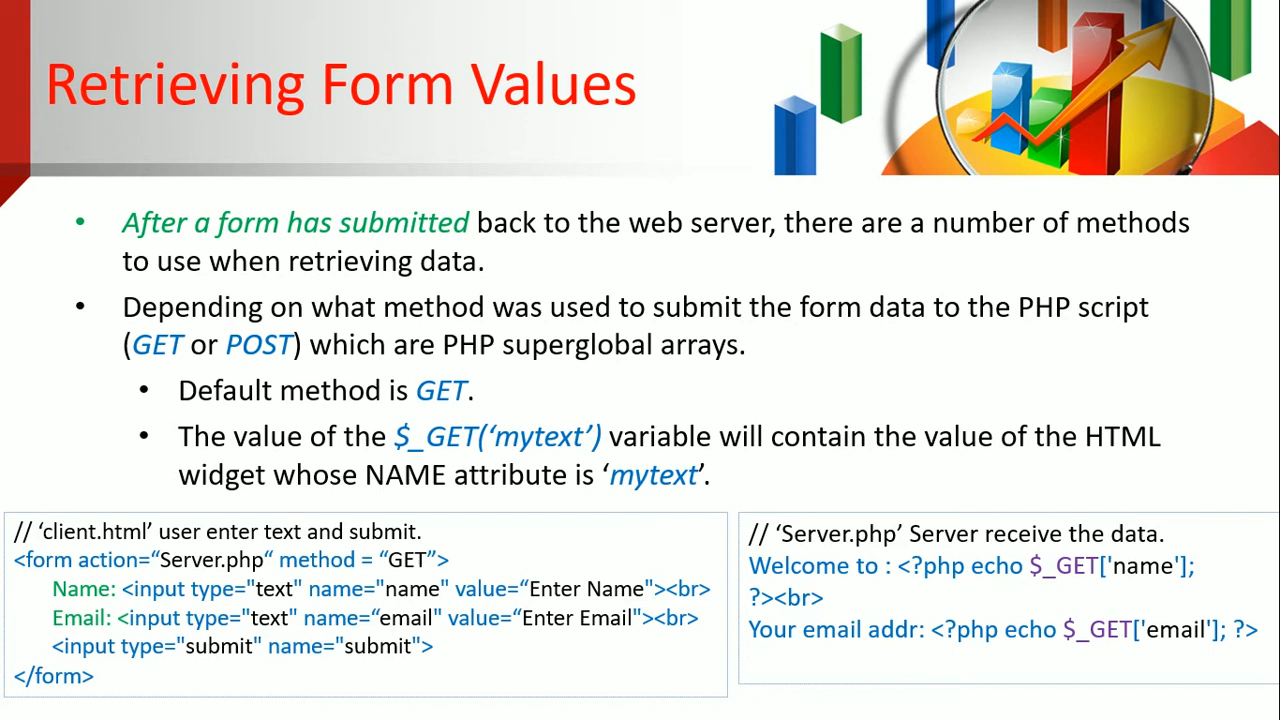 Retrieving Form Values
• After a form has submitted back to the web server, there are a number of methods
to use when retrieving data.
• Depending on what method was used to submit the form data to the PHP script
(GET or POST) which are PHP superglobal arrays.
• Default method is GET.
• The value of the $_GET(‘mytext’) variable will contain the value of the HTML
widget whose NAME attribute is ‘mytext’.
// ‘client.html’ user enter text and submit.
<form action=“Server.php“ method = “GET”>
Name: <input type="text" name="name" value=“Enter Name"><br>
Email: <input type="text" name=“email" value=“Enter Email"><br>
<input type="submit" name="submit">
</form>
// ‘Server.php’ Server receive the data.
Welcome to : <?php echo $_GET['name'];
?><br>
Your email addr: <?php echo $_GET['email']; ?>